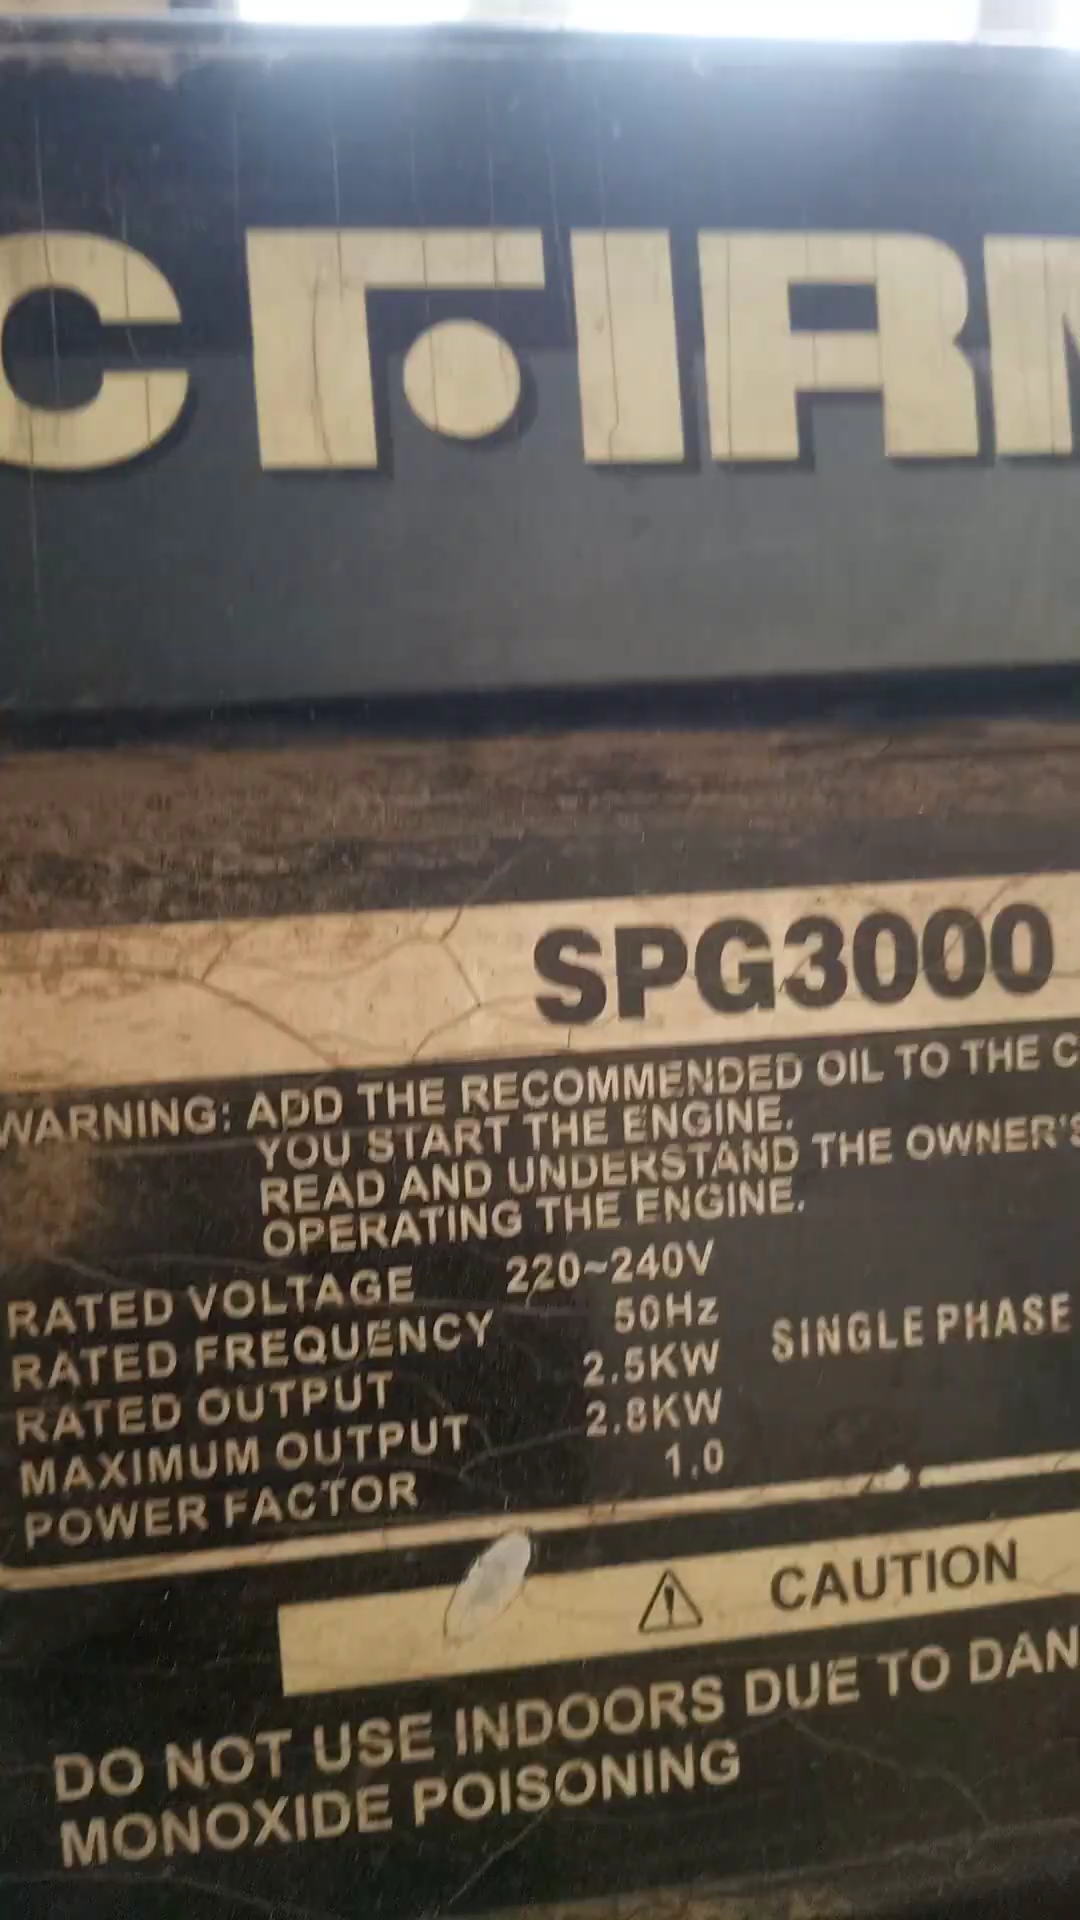 SPG3000
WARNING: ADD THE RECOMMENDED OIL TO THE
YOU START THE ENGINE.
READ AND UNDERSTAND THE OWNER'S
OPERATING THE ENGINE.
RATED VOLTAGE 220~240V
RATED FREQUENCY 50Hz
RATED OUTPUT 2.5KW SINGLE PHASE
MAXIMUM OUTPUT 2.8KW
POWER FACTOR 1.0
CAUTION
DO NOT USE INDOORS DUE TO
MONOXIDE POISONING